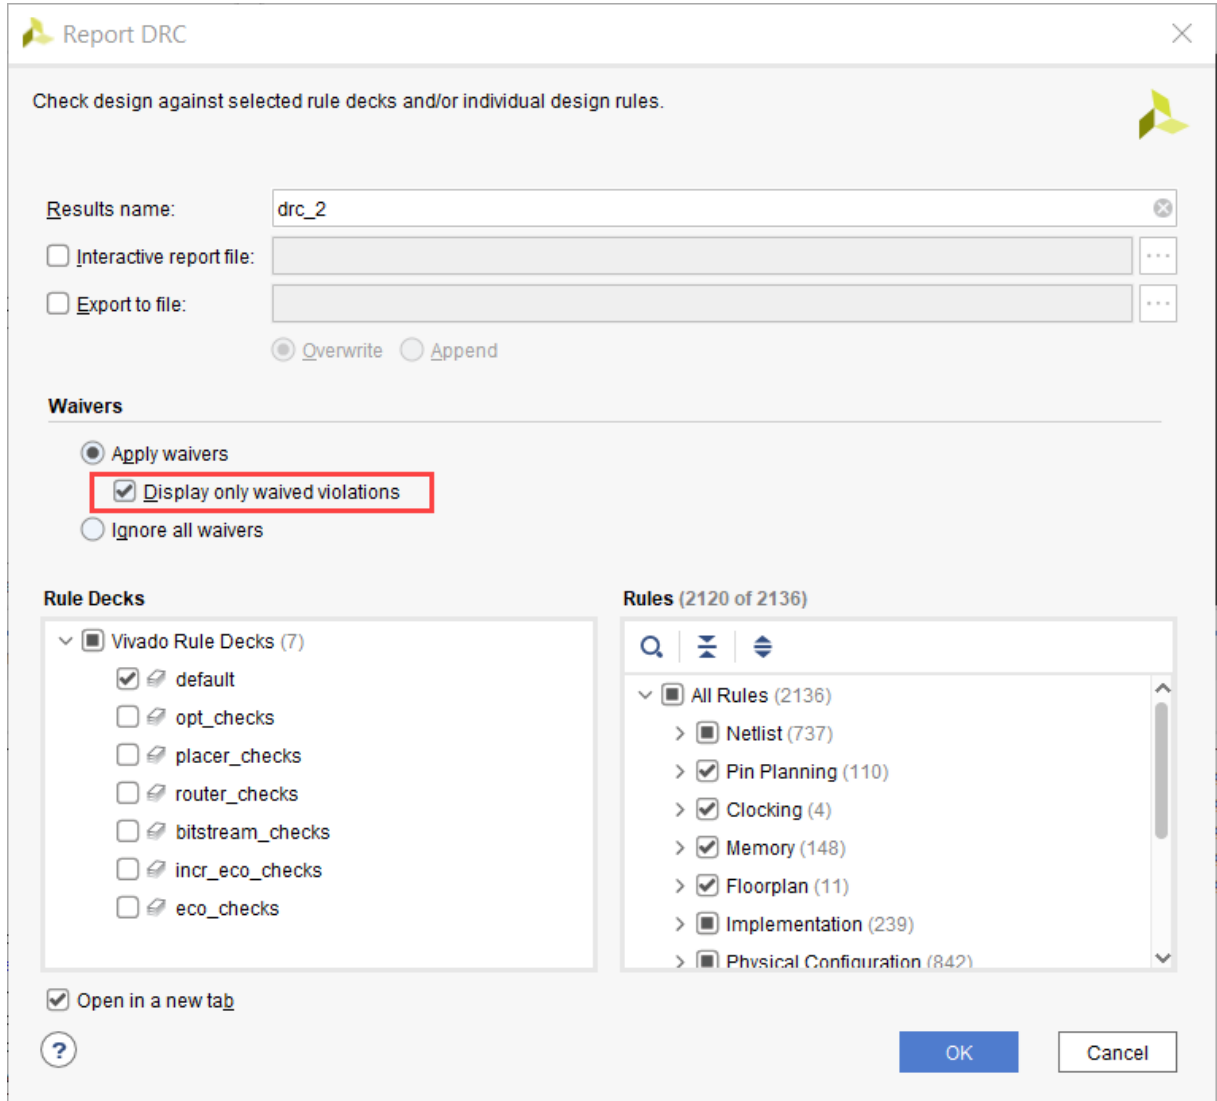 Report DRC
Check design against selected rule decks and/or individual design rules.
Results name: drc_2
Interactive report file: ...
Export to file: ...
Overwrite Append
Waivers
Apply waivers
Display only waived violations
Ignore all waivers
Rule Decks
Vivado Rule Decks (7)
default
opt_checks
placer_checks
router_checks
bitstream_checks
incr_eco_checks
eco_checks
Rules (2120 of 2136)
All Rules (2136)
Netlist (737)
Pin Planning (110)
Clocking (4)
Memory (148)
Floorplan (11)
Implementation (239)
Physical Configuration (842)
Open in a new tab
?
OK
Cancel